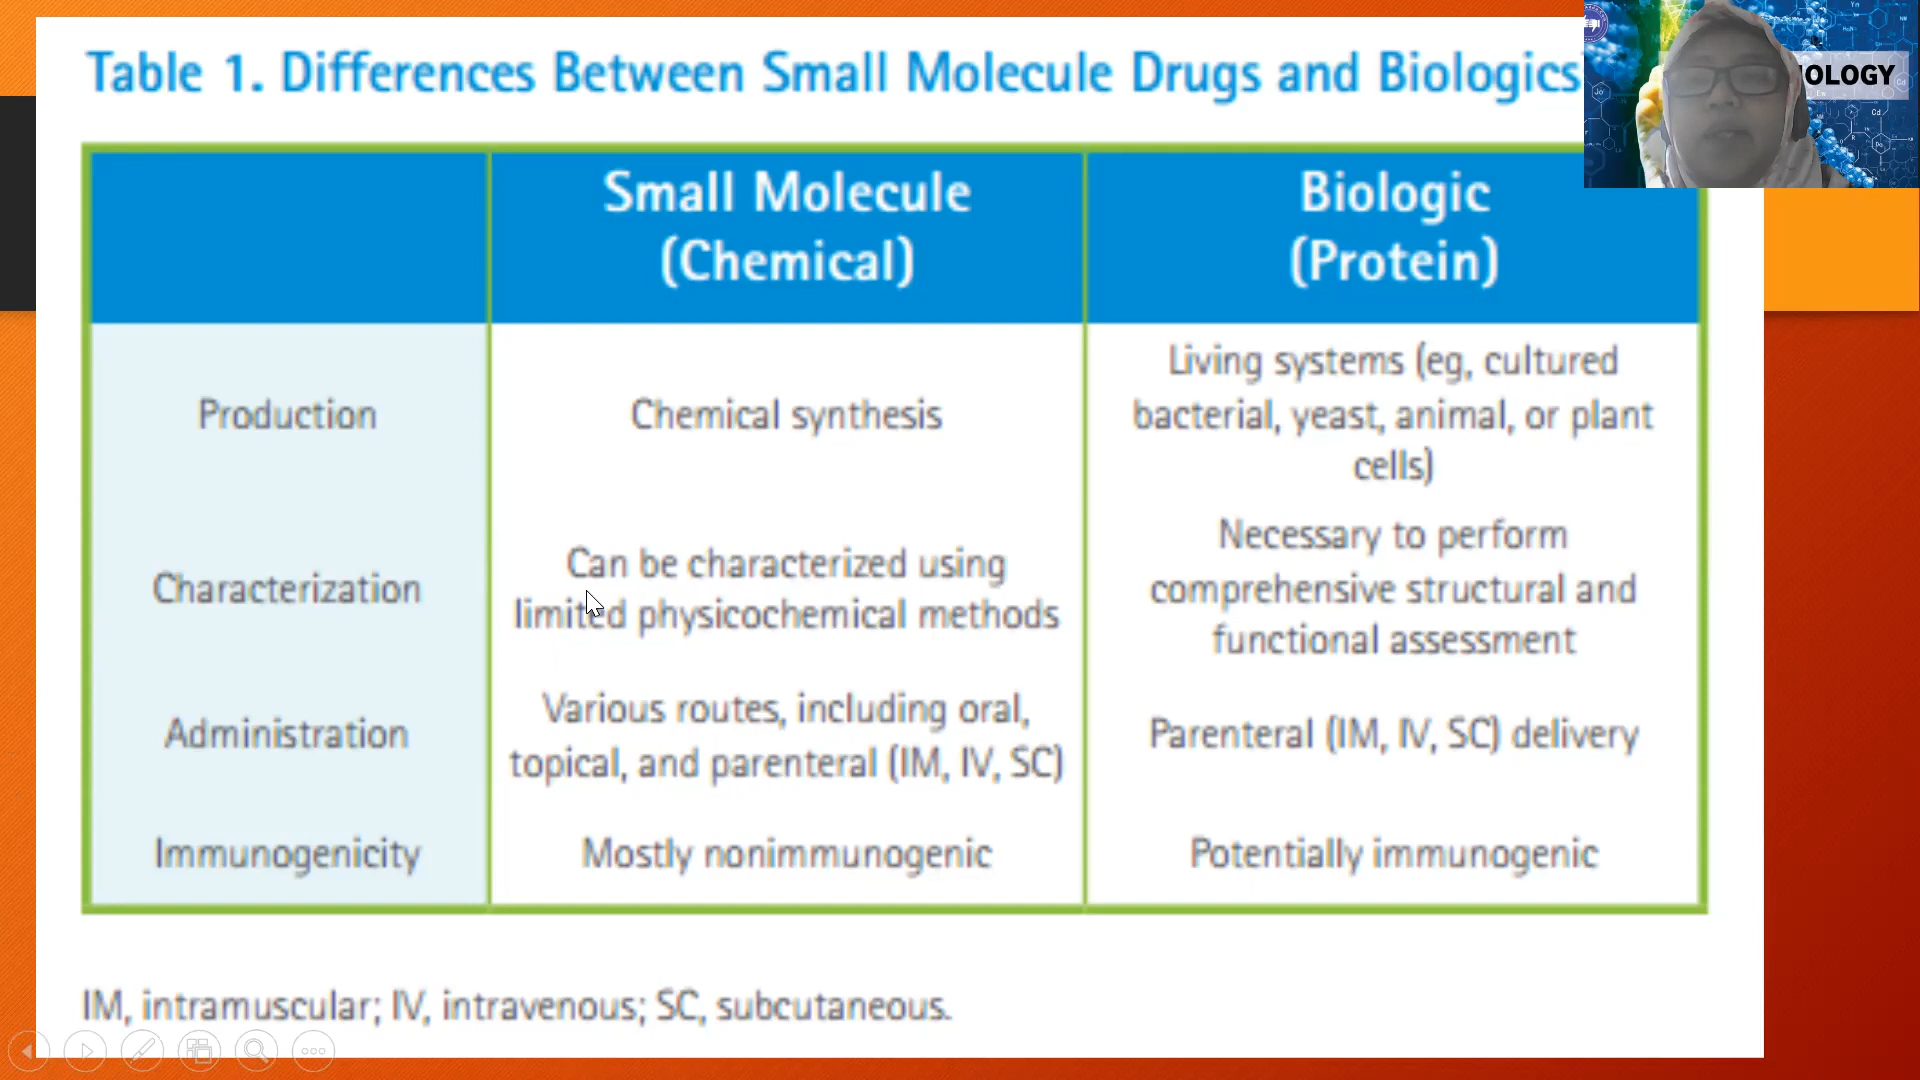 Table 1. Differences Between Small Molecule Drugs and Biologics
OLOGY
Small Molecule
(Chemical)
Biologic
(Protein)
Production
Chemical synthesis
Living systems (eg, cultured
bacterial, yeast, animal, or plant
cells)
Characterization
Can be characterized using
limited physicochemical methods
Necessary to perform
comprehensive structural and
functional assessment
Administration
Various routes, including oral,
topical, and parenteral (IM, IV, SC)
Parenteral (IM, IV, SC) delivery
Immunogenicity
Mostly nonimmunogenic
Potentially immunogenic
IM, intramuscular; IV, intravenous; SC, subcutaneous.